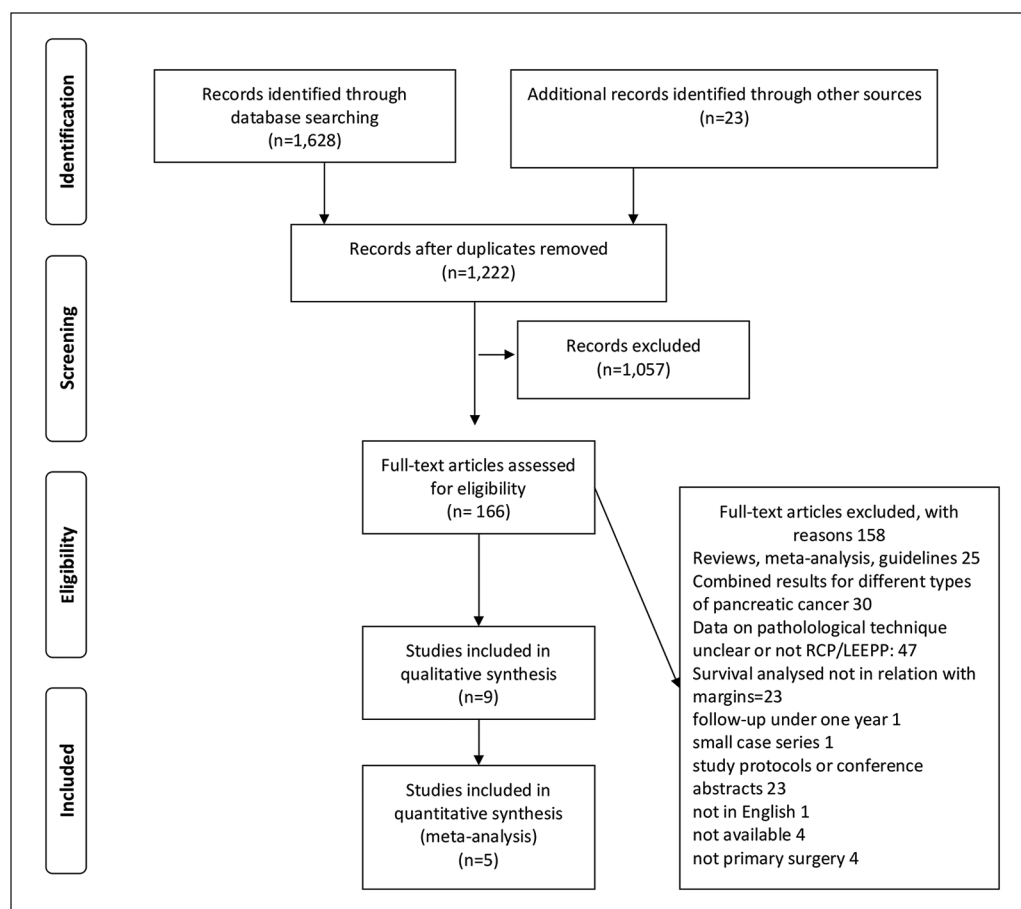 Identification
Records identified through
database searching
(n=1,628)
Additional records identified through other sources
(n=23)
Records after duplicates removed
(n=1,222)
Screening
Records excluded
(n=1,057)
Eligibility
Full-text articles assessed
for eligibility
(n= 166)
Full-text articles excluded, with
reasons 158
Reviews, meta-analysis, guidelines 25
Combined results for different types
of pancreatic cancer 30
Data on patholological technique
unclear or not RCP/LEEPP: 47
Survival analysed not in relation with
margins=23
follow-up under one year 1
small case series 1
study protocols or conference
abstracts 23
not in English 1
not available 4
not primary surgery 4
Studies included in
qualitative synthesis
(n=9)
Included
Studies included in
quantitative synthesis
(meta-analysis)
(n=5)